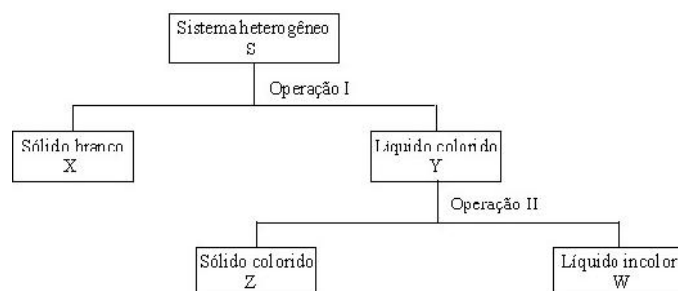 Sistema heterogêneo
S
Operação I
Sólido branco
X
Líquido colorido
Y
Operação II
Sólido colorido
Z
Líquido incolor
W